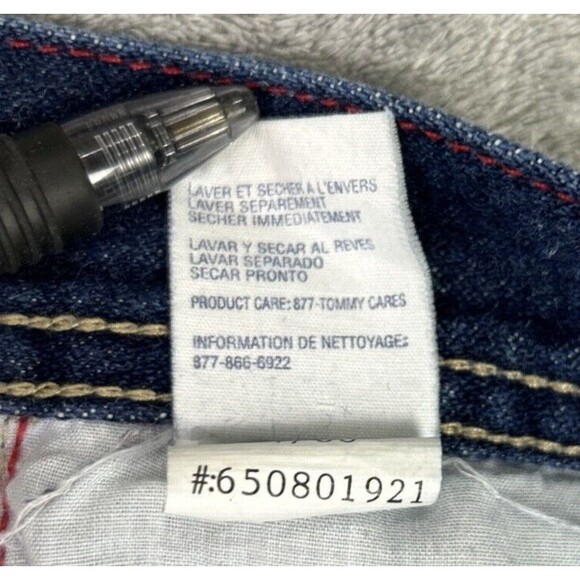 LAVER ET SECHER A L'ENVERS
LAVER SEPAREMENT
SECHER IMMEDIATEMENT
LAVAR Y SECAR AL REVES
LAVAR SEPARADO
SECAR PRONTO
PRODUCT CARE: 877-TOMMY CARES
INFORMATION DE NETTOYAGE:
877-866-6922
#:650801921